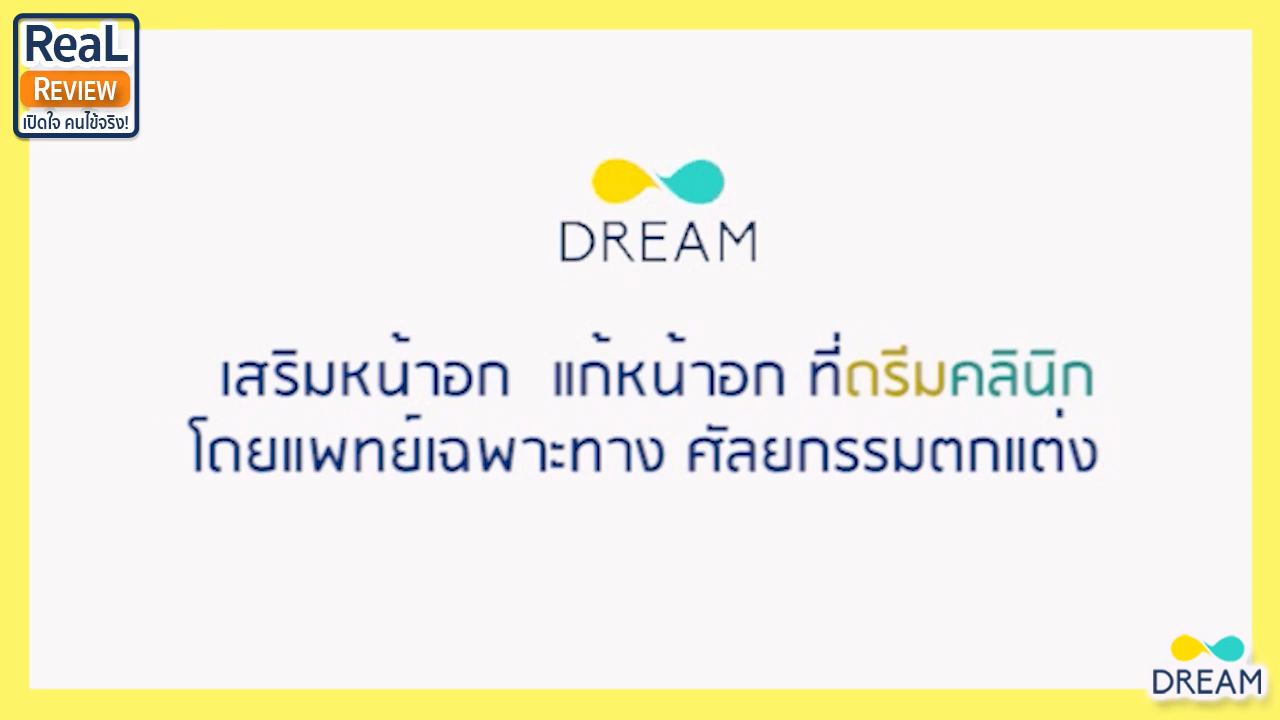 ReaL
REVIEW
เปิดใจ คนไข้จริง!
DREAM
เสริมหน้าอก แก้หน้าอก ที่ดรีมคลินิก
โดยแพทย์เฉพาะทาง ศัลยกรรมตกแต่ง
DREAM